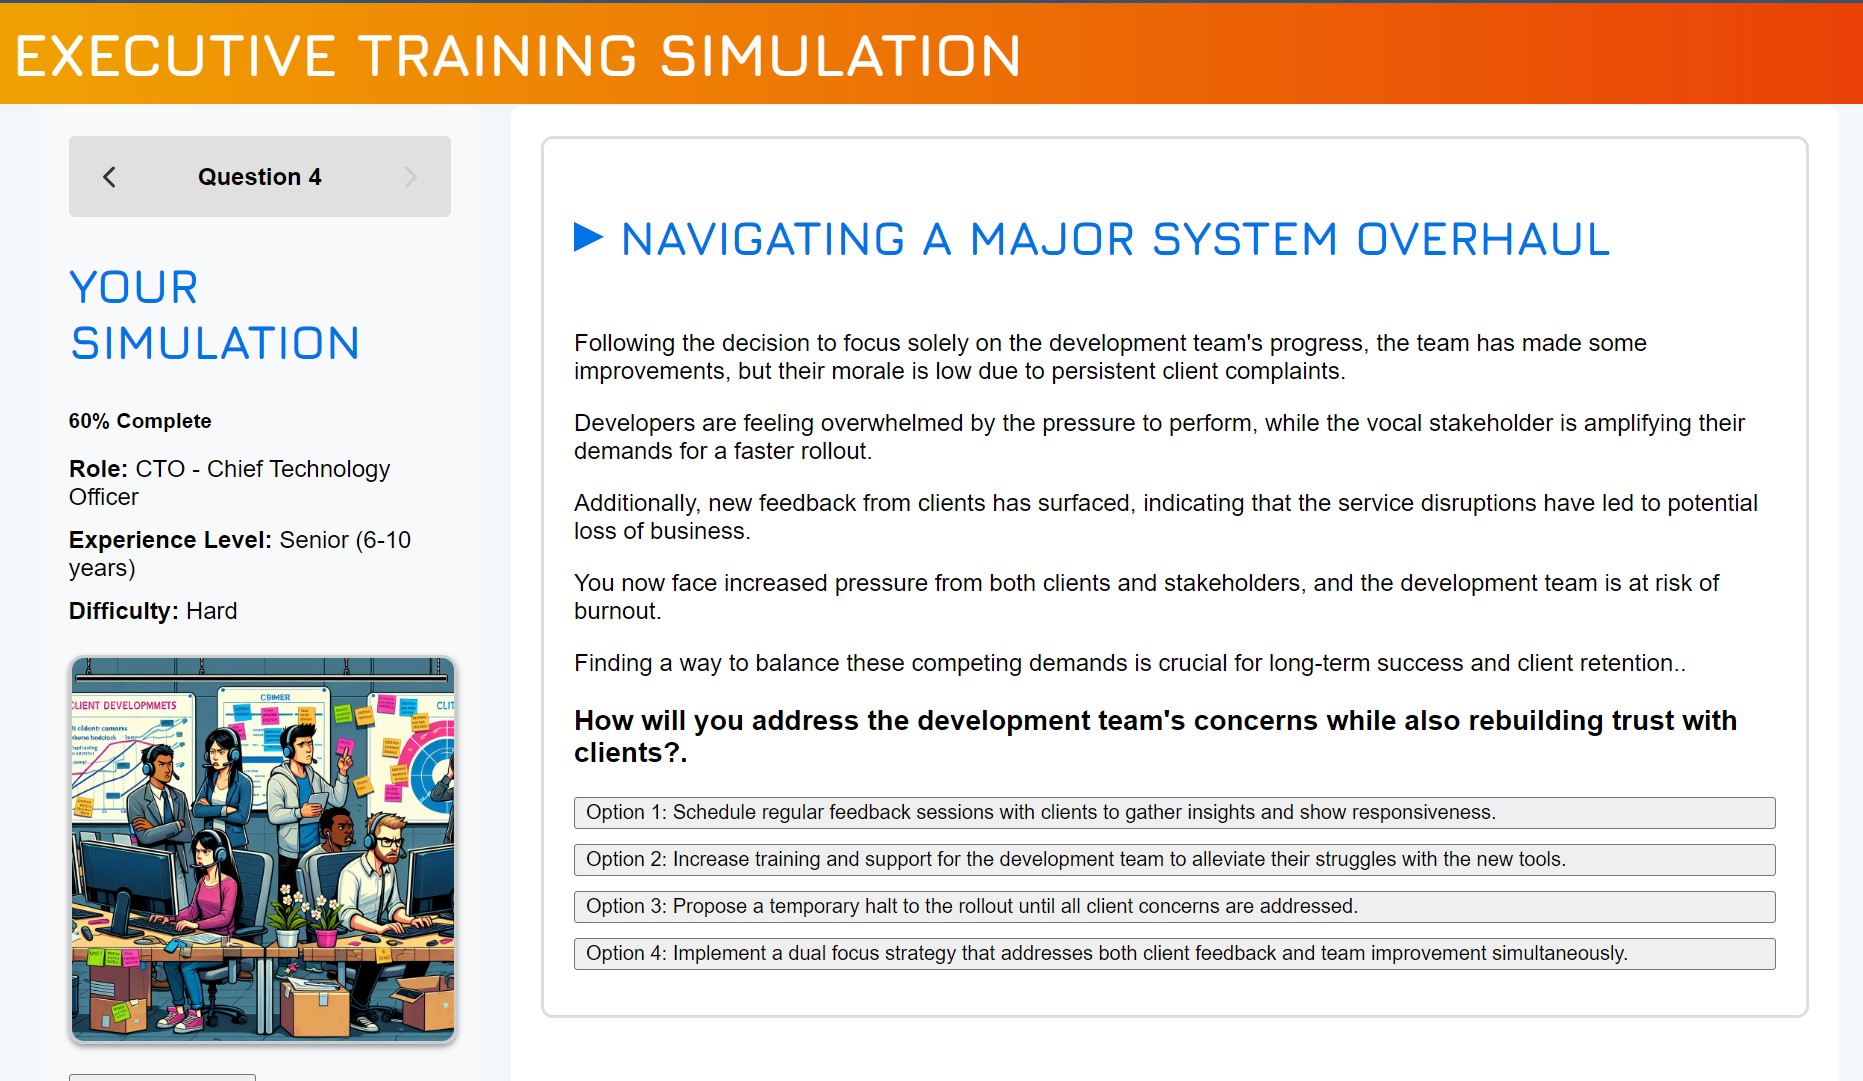 EXECUTIVE TRAINING SIMULATION
Question 4
YOUR
SIMULATION
60% Complete
Role: CTO - Chief Technology
Officer
Experience Level: Senior (6-10
years)
Difficulty: Hard
LIENT DEVELOPMMETS
CBIMER
CLIT
NAVIGATING A MAJOR SYSTEM OVERHAUL
Following the decision to focus solely on the development team's progress, the team has made some
improvements, but their morale is low due to persistent client complaints.
Developers are feeling overwhelmed by the pressure to perform, while the vocal stakeholder is amplifying their
demands for a faster rollout.
Additionally, new feedback from clients has surfaced, indicating that the service disruptions have led to potential
loss of business.
You now face increased pressure from both clients and stakeholders, and the development team is at risk of
burnout.
Finding a way to balance these competing demands is crucial for long-term success and client retention..
How will you address the development team's concerns while also rebuilding trust with
clients?.
Option 1: Schedule regular feedback sessions with clients to gather insights and show responsiveness.
Option 2: Increase training and support for the development team to alleviate their struggles with the new tools.
Option 3: Propose a temporary halt to the rollout until all client concerns are addressed.
Option 4: Implement a dual focus strategy that addresses both client feedback and team improvement simultaneously.